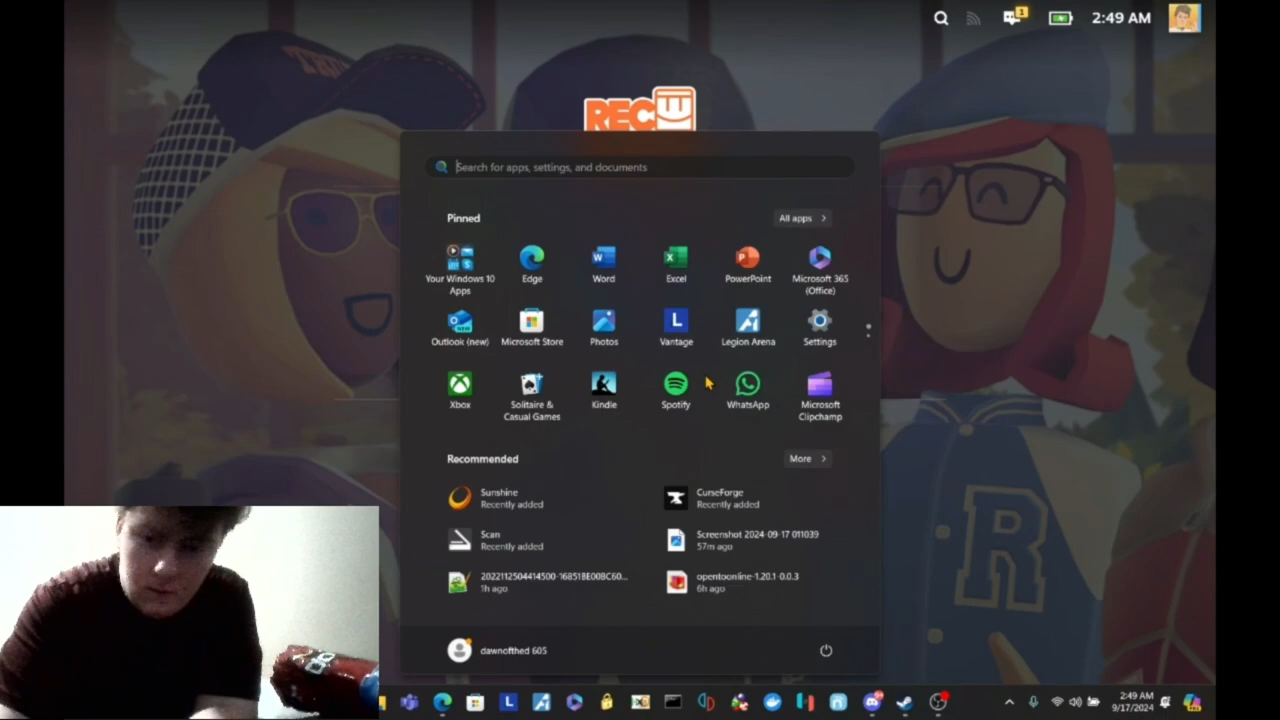 1
2:49 AM
REC
Search for apps, settings, and documents
Pinned
All apps
Your Windows 10
Apps
Edge
Word
Excel
PowerPoint
Microsoft 365
(Office)
Outlook (new)
Microsoft Store
Photos
Vantage
Legion Arena
Settings
Xbox
Solitaire &
Casual Games
Kindle
Spotify
WhatsApp
Microsoft
Clipchamp
Recommended
More
Sunshine
Recently added
CurseForge
Recently added
Scan
Recently added
Screenshot 2024-09-17 011039
57m ago
1h ago
opentoonline-1.20.1-0.0.3
6h ago
R
dawnofthed 605
2:49 AM
9/17/2024